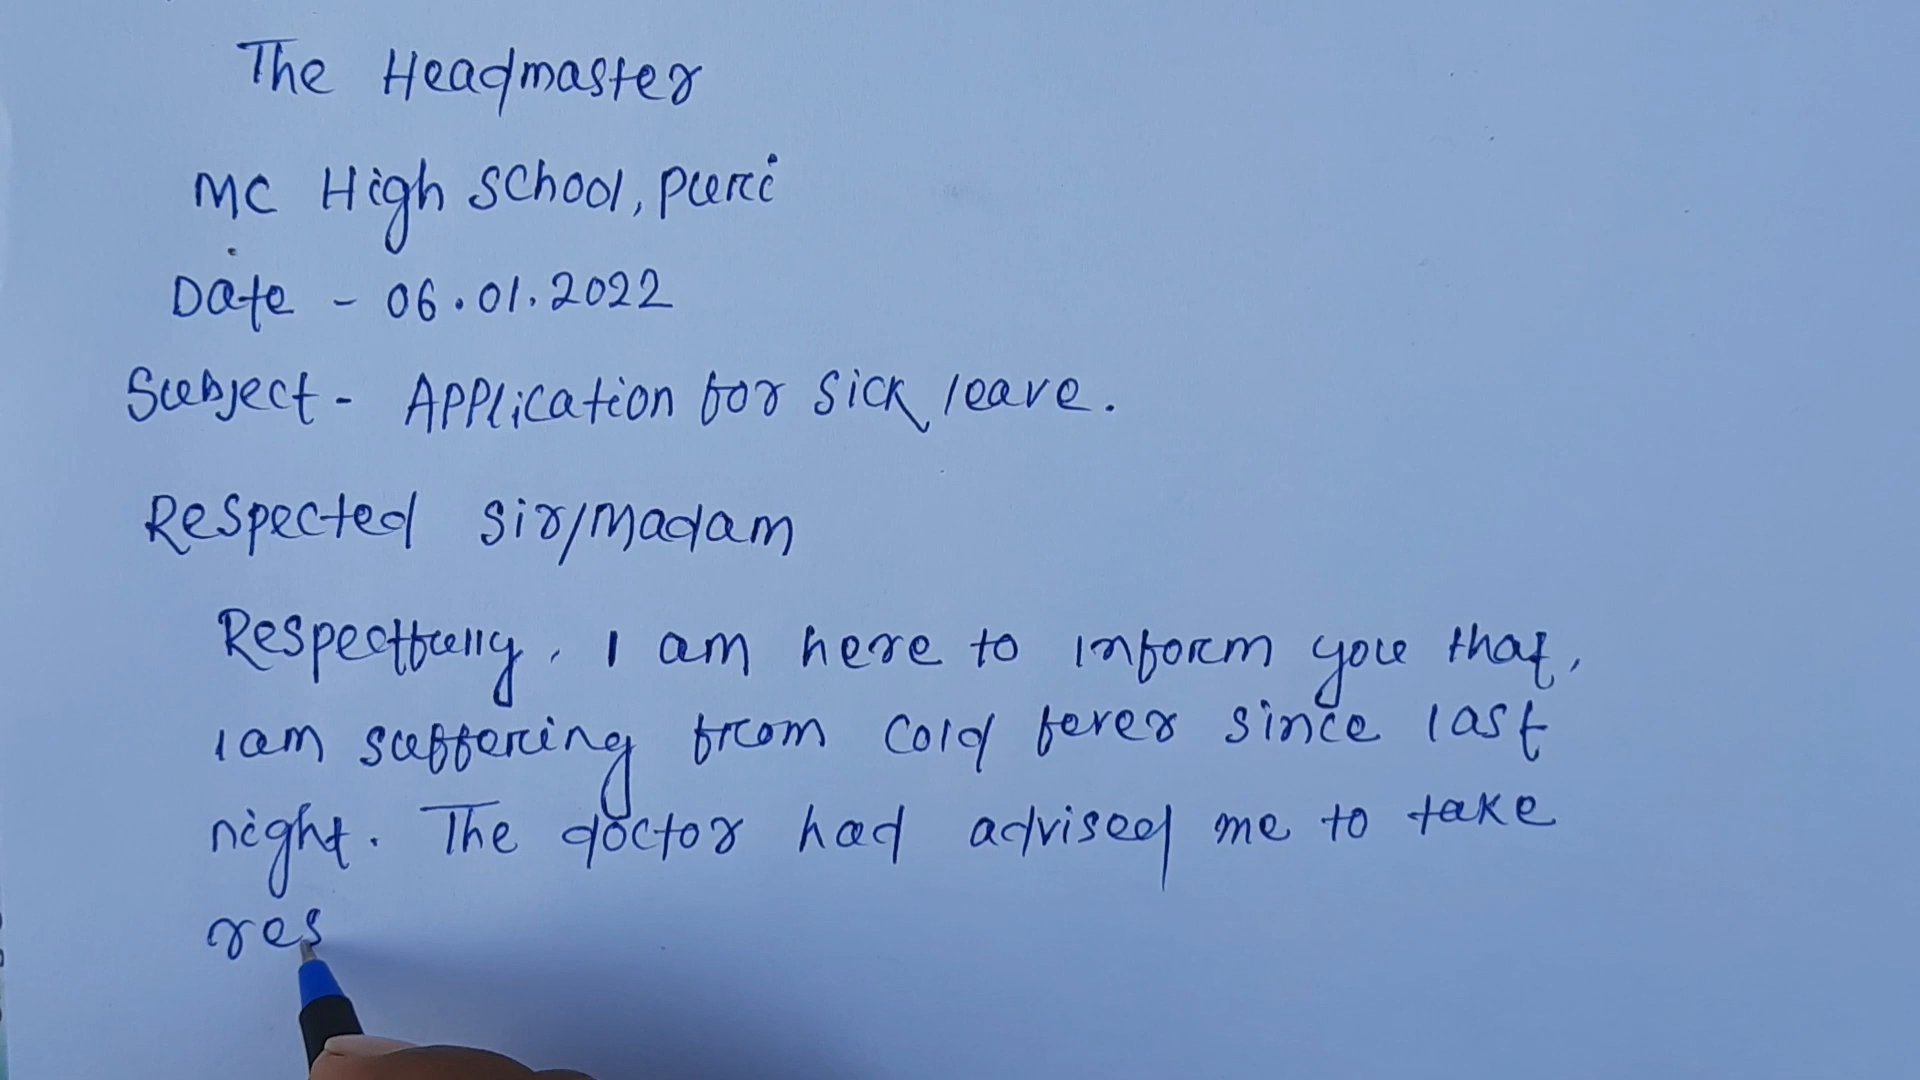 The Headmaster
MC High School, Puri
Date - 06.01.2022
Subject - Application for sick leave.
Respected Sir/Madam
Respectfully, I am here to inform you that,
I am suffering from cold fever since last
night. The doctor had advised me to take
res